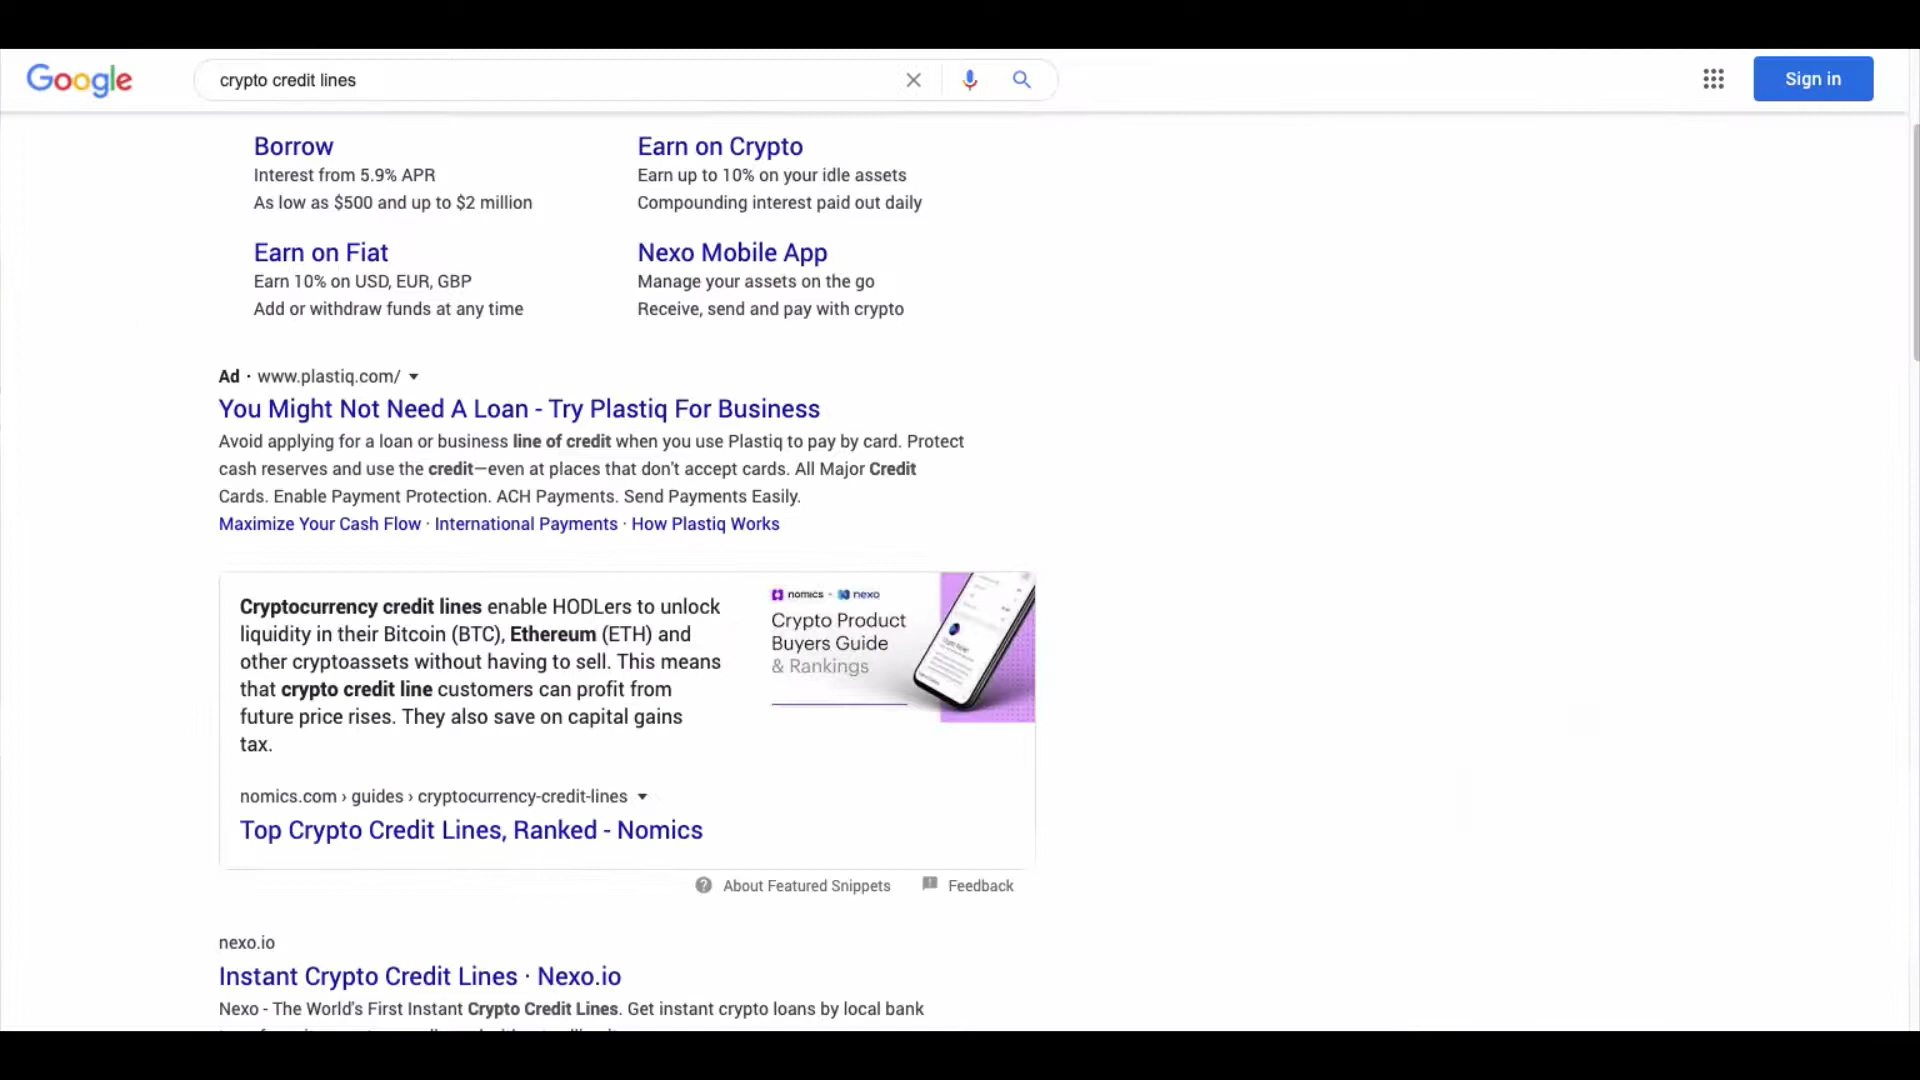 Google
crypto credit lines
Sign in
Borrow
Interest from 5.9% APR
As low as $500 and up to $2 million
Earn on Crypto
Earn up to 10% on your idle assets
Compounding interest paid out daily
Earn on Fiat
Earn 10% on USD, EUR, GBP
Add or withdraw funds at any time
Nexo Mobile App
Manage your assets on the go
Receive, send and pay with crypto
Ad · www.plastiq.com/
You Might Not Need A Loan - Try Plastiq For Business
Avoid applying for a loan or business line of credit when you use Plastiq to pay by card. Protect
cash reserves and use the credit—even at places that don't accept cards. All Major Credit
Cards. Enable Payment Protection. ACH Payments. Send Payments Easily.
Maximize Your Cash Flow · International Payments · How Plastiq Works
Cryptocurrency credit lines enable HODLers to unlock
liquidity in their Bitcoin (BTC), Ethereum (ETH) and
other cryptoassets without having to sell. This means
that crypto credit line customers can profit from
future price rises. They also save on capital gains
tax.
nomics - nexo
Crypto Product
Buyers Guide
& Rankings
nomics.com › guides › cryptocurrency-credit-lines
Top Crypto Credit Lines, Ranked - Nomics
About Featured Snippets
Feedback
nexo.io
Instant Crypto Credit Lines · Nexo.io
Nexo - The World's First Instant Crypto Credit Lines. Get instant crypto loans by local bank